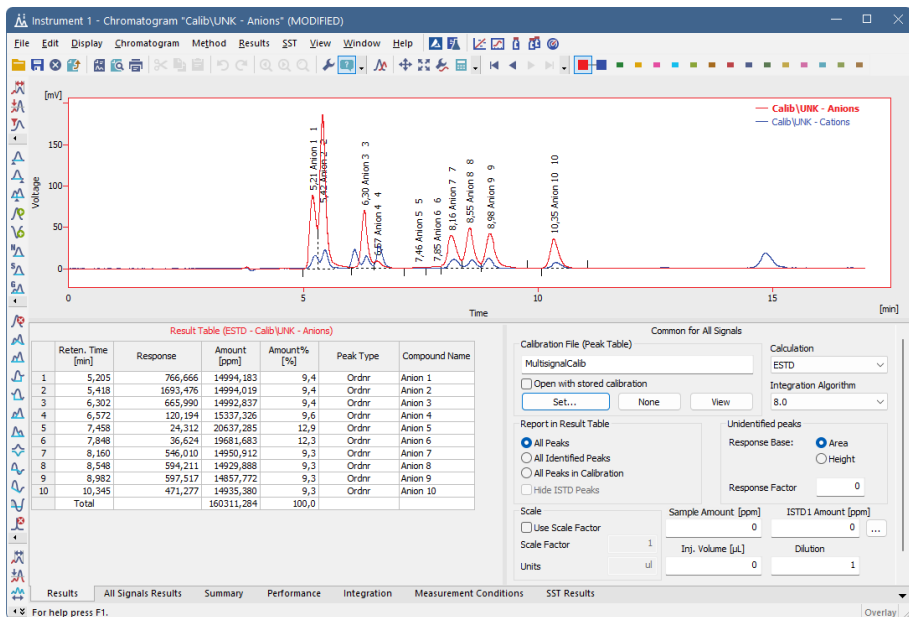 Instrument 1 - Chromatogram "Calib\UNK - Anions" (MODIFIED)
File Edit Display Chromatogram Method Results SST View Window Help
[mV]
Calib\UNK - Anions
Calib\UNK - Cations
150
100
50
0
Voltage
5,21 Anion 1 1
5,42 Anion 2 2
6,30 Anion 3 3
6,57 Anion 4 4
7,46 Anion 5 5
7,85 Anion 6 6
8,16 Anion 7 7
8,55 Anion 8 8
8,98 Anion 9 9
10,35 Anion 10 10
0 5 10 15
Time
[min]
Result Table (ESTD - Calib\UNK - Anions)
Reten. Time [min] Response Amount [ppm] Amount% [%] Peak Type Compound Name
1 5,205 766,666 14994,183 9,4 Ordnr Anion 1
2 5,418 1693,476 14994,019 9,4 Ordnr Anion 2
3 6,302 665,990 14992,837 9,4 Ordnr Anion 3
4 6,572 120,194 15337,326 9,6 Ordnr Anion 4
5 7,458 24,312 20637,285 12,9 Ordnr Anion 5
6 7,848 36,624 19681,683 12,3 Ordnr Anion 6
7 8,160 546,010 14950,912 9,3 Ordnr Anion 7
8 8,548 594,211 14929,888 9,3 Ordnr Anion 8
9 8,982 597,517 14857,772 9,3 Ordnr Anion 9
10 10,345 471,277 14935,380 9,3 Ordnr Anion 10
Total 160311,284 100,0
Common for All Signals
Calibration File (Peak Table)
MultisignalCalib
Open with stored calibration
Set... None View
Calculation
ESTD
Integration Algorithm
8.0
Report in Result Table
All Peaks
All Identified Peaks
All Peaks in Calibration
Hide ISTD Peaks
Unidentified peaks
Response Base: Area
Height
Response Factor 0
Scale
Use Scale Factor
Scale Factor 1
Units ul
Sample Amount [ppm] ISTD1 Amount [ppm]
0 0 ...
Inj. Volume [µL] Dilution
0 1
Results All Signals Results Summary Performance Integration Measurement Conditions SST Results
For help press F1.
Overlay